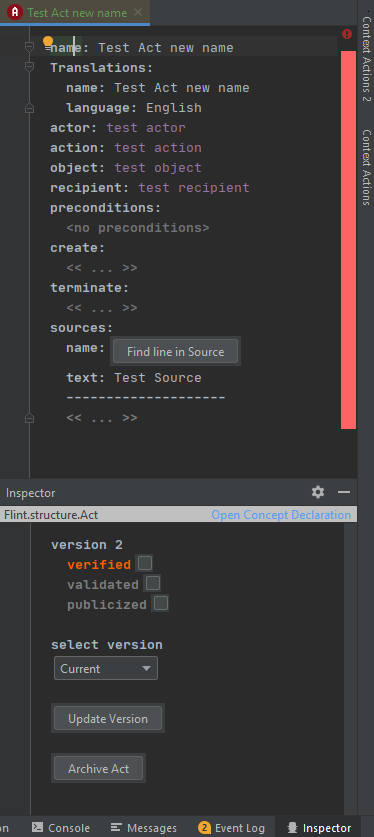 A Test Act new name ×
name: Test Act new name
Translations:
name: Test Act new name
language: English
actor: test actor
action: test action
object: test object
recipient: test recipient
preconditions:
<no preconditions>
create:
<< ... >>
terminate:
<< ... >>
sources:
name: Find line in Source
text: Test Source
--------------------
<< ... >>
Context Actions 2
Context Actions
Inspector
Flint.structure.Act Open Concept Declaration
version 2
verified
validated
publicized
select version
Current
Update Version
Archive Act
on Console Messages 2 Event Log Inspector